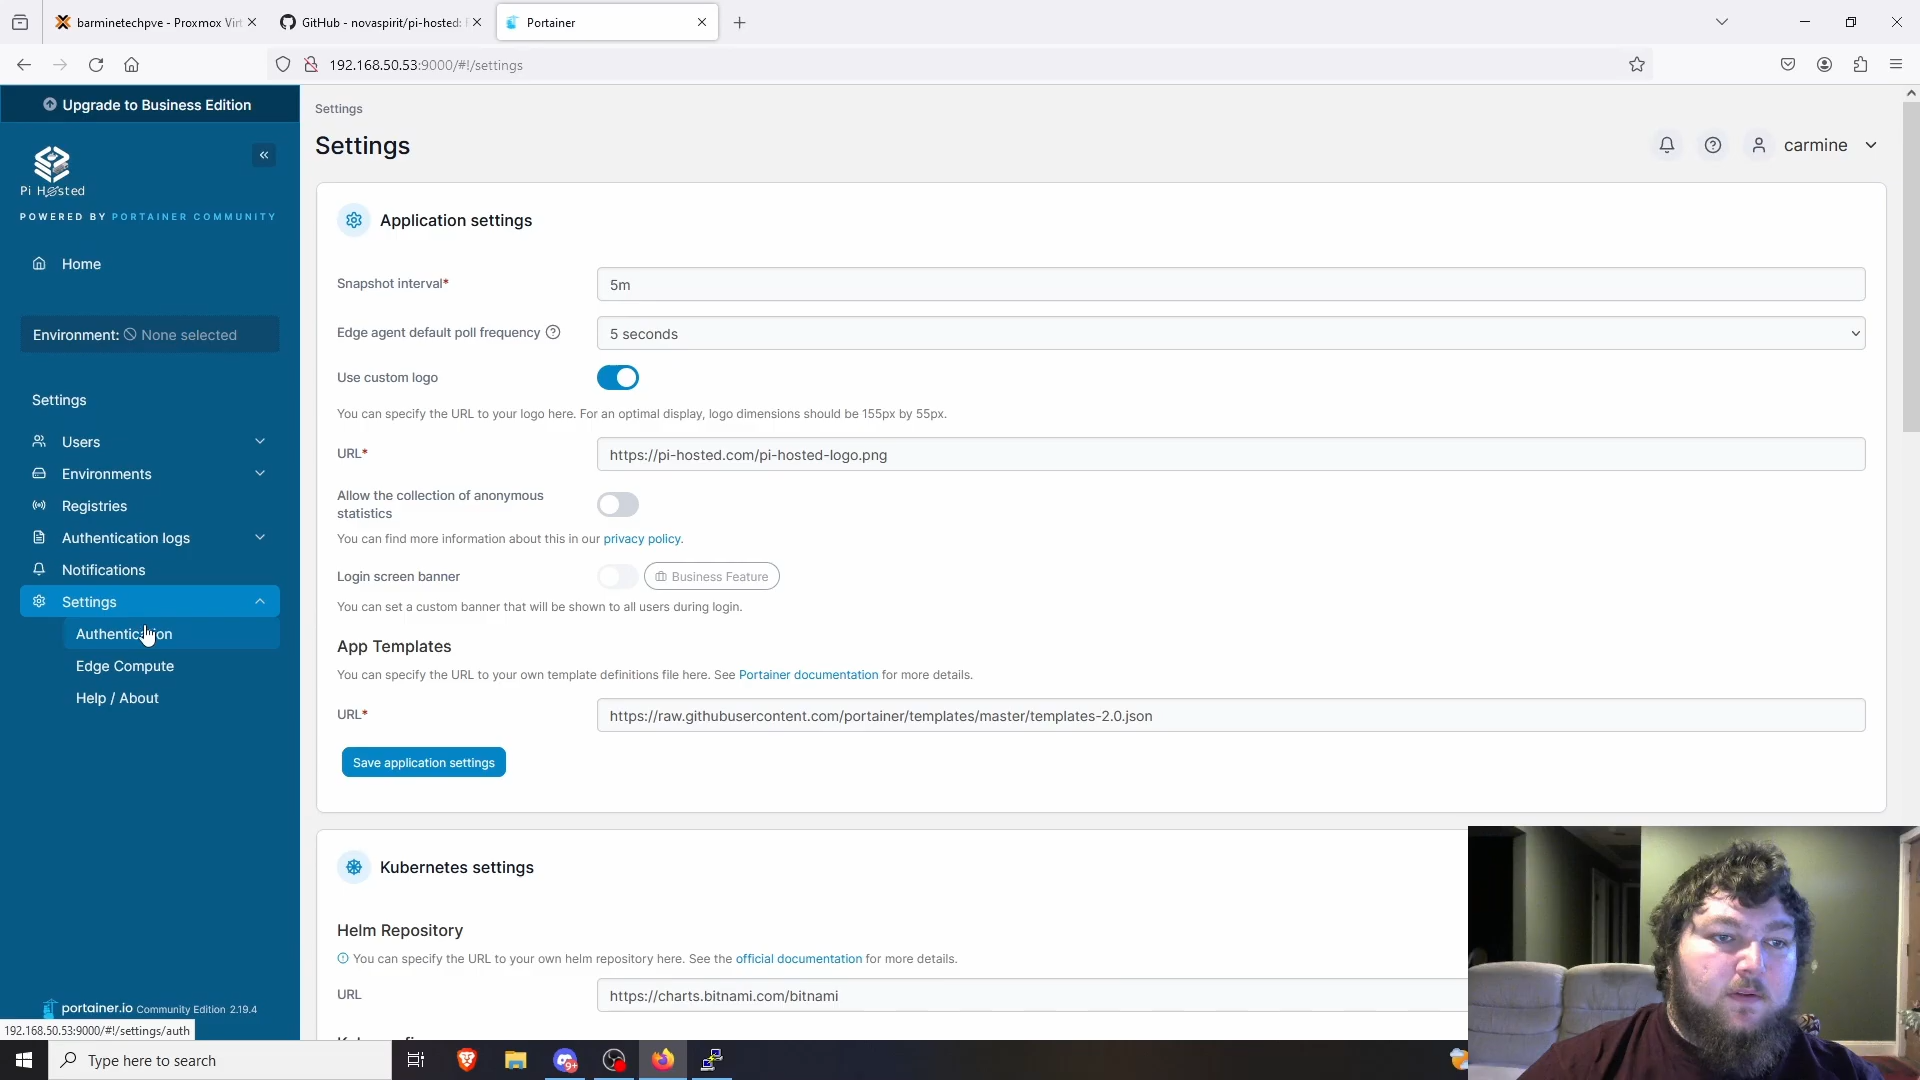 barminetechpve - Proxmox Virt
GitHub - novaspirit/pi-hosted:
Portainer
192.168.50.53:9000/#!/settings
Upgrade to Business Edition
Pi Hosted
POWERED BY PORTAINER COMMUNITY
Home
Environment: None selected
Settings
Users
Environments
Registries
Authentication logs
Notifications
Settings
Authentication
Edge Compute
Help / About
portainer.io Community Edition 2.19.4
192.168.50.53:9000/#!/settings/auth
Settings
Settings
carmine
Application settings
Snapshot interval*
5m
Edge agent default poll frequency
5 seconds
Use custom logo
You can specify the URL to your logo here. For an optimal display, logo dimensions should be 155px by 55px.
URL*
https://pi-hosted.com/pi-hosted-logo.png
Allow the collection of anonymous
statistics
You can find more information about this in our privacy policy.
Login screen banner
Business Feature
You can set a custom banner that will be shown to all users during login.
App Templates
You can specify the URL to your own template definitions file here. See Portainer documentation for more details.
URL*
https://raw.githubusercontent.com/portainer/templates/master/templates-2.0.json
Save application settings
Kubernetes settings
Helm Repository
You can specify the URL to your own helm repository here. See the official documentation for more details.
URL
https://charts.bitnami.com/bitnami
Type here to search
9+